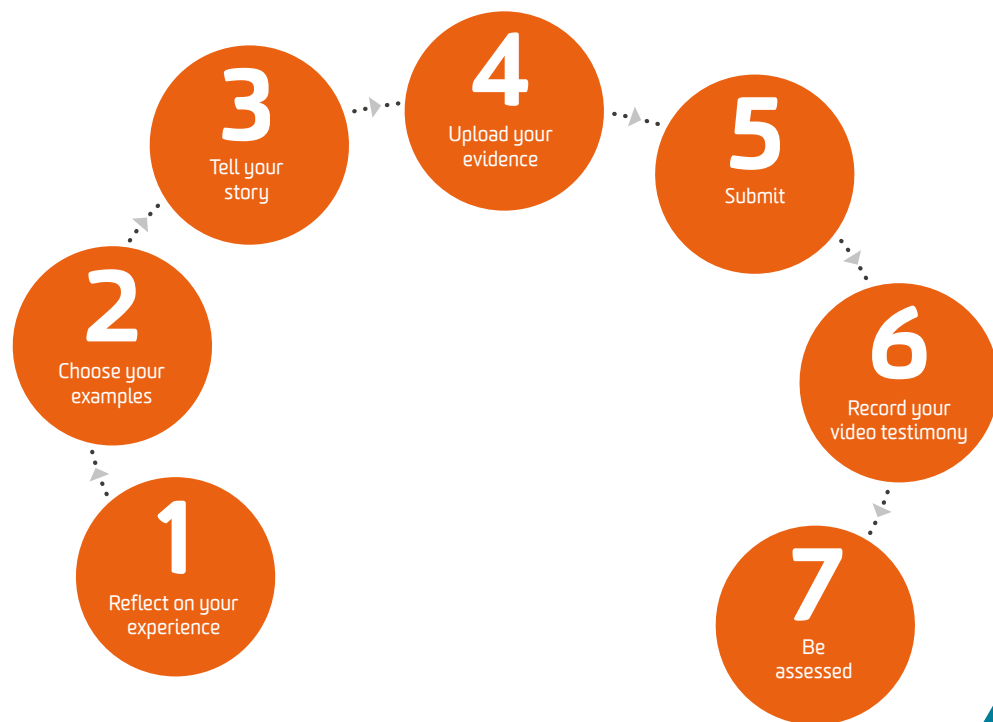 1
Reflect on your
experience
2
Choose your
examples
3
Tell your
story
4
Upload your
evidence
5
Submit
6
Record your
video testimony
7
Be
assessed